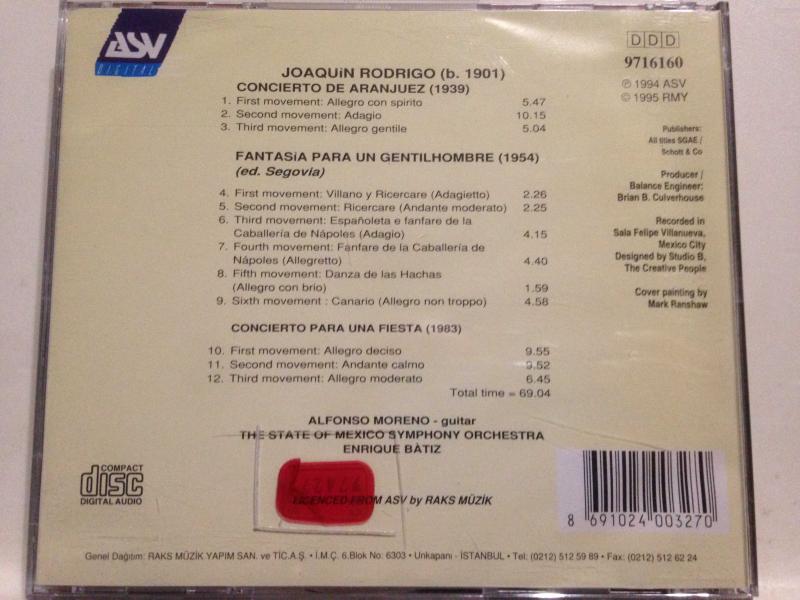 ASV
DIGITAL
DDD
9716160
℗ 1994 ASV
© 1995 RMY
Publishers:
All titles SGAE /
Schott & Co
Producer /
Balance Engineer:
Brian B. Culverhouse
Recorded in
Sala Felipe Villanueva,
Mexico City
Designed by Studio B,
The Creative People
Cover painting by
Mark Ranshaw
JOAQUiN RODRIGO (b. 1901)
CONCIERTO DE ARANJUEZ (1939)
1. First movement: Allegro con spirito 5.47
2. Second movement: Adagio 10.15
3. Third movement: Allegro gentile 5.04
FANTASiA PARA UN GENTILHOMBRE (1954)
(ed. Segovia)
4. First movement: Villano y Ricercare (Adagietto) 2.26
5. Second movement: Ricercare (Andante moderato) 2.25
6. Third movement: Españoleta e fanfare de la
Caballería de Nápoles (Adagio) 4.15
7. Fourth movement: Fanfare de la Caballería de
Nápoles (Allegretto) 4.40
8. Fifth movement: Danza de las Hachas
(Allegro con brio) 1.59
9. Sixth movement : Canario (Allegro non troppo) 4.58
CONCIERTO PARA UNA FIESTA (1983)
10. First movement: Allegro deciso 9.55
11. Second movement: Andante calmo 9.52
12. Third movement: Allegro moderato 6.45
Total time = 69.04
ALFONSO MORENO - guitar
THE STATE OF MEXICO SYMPHONY ORCHESTRA
ENRIQUE BÀTIZ
LICENCED FROM ASV by RAKS MÜZİK
COMPACT
disc
DIGITAL AUDIO
8 691024 003270
Genel Dağıtım: RAKS MÜZİK YAPIM SAN. ve TİC.A.Ş. • İ.M.Ç. 6.Blok No: 6303 • Unkapanı - İSTANBUL • Tel: (0212) 512 59 89 • Fax: (0212) 512 62 24